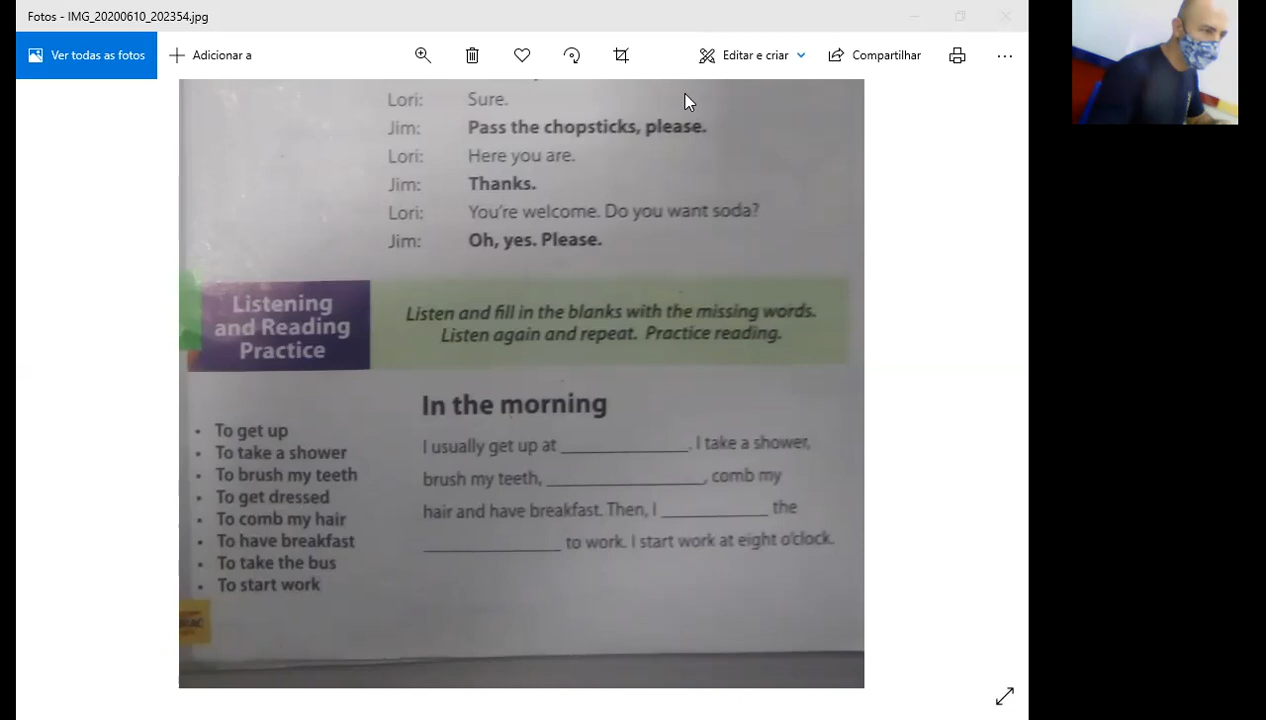 Fotos - IMG_20200610_202354.jpg
Ver todas as fotos
Adicionar a
Editar e criar
Compartilhar
Lori: Sure.
Jim: Pass the chopsticks, please.
Lori: Here you are.
Jim: Thanks.
Lori: You're welcome. Do you want soda?
Jim: Oh, yes. Please.
Listening
and Reading
Practice
Listen and fill in the blanks with the missing words.
Listen again and repeat. Practice reading.
• To get up
• To take a shower
• To brush my teeth
• To get dressed
• To comb my hair
• To have breakfast
• To take the bus
• To start work
In the morning
I usually get up at ____________. I take a shower,
brush my teeth, ______________, comb my
hair and have breakfast. Then, I __________ the
____________ to work. I start work at eight o'clock.